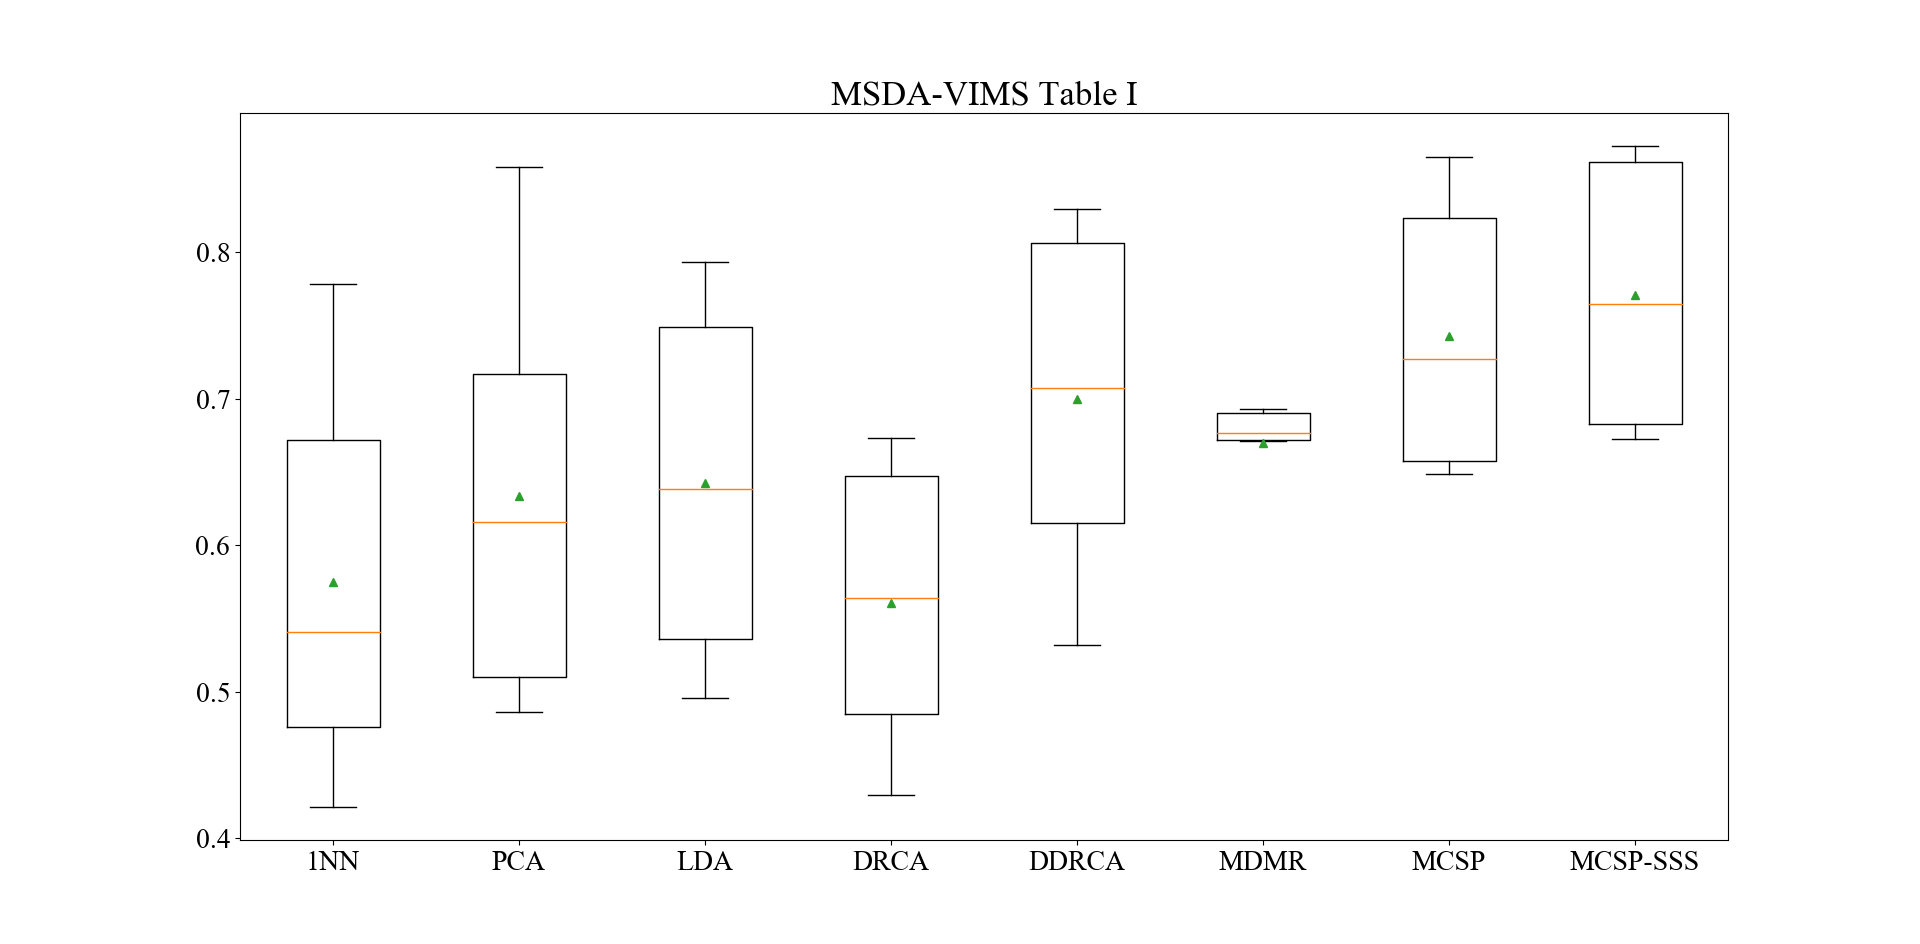 MSDA-VIMS Table I
0.8
0.7
0.6
0.5
0.4
1NN PCA LDA DRCA DDRCA MDMR MCSP MCSP-SSS